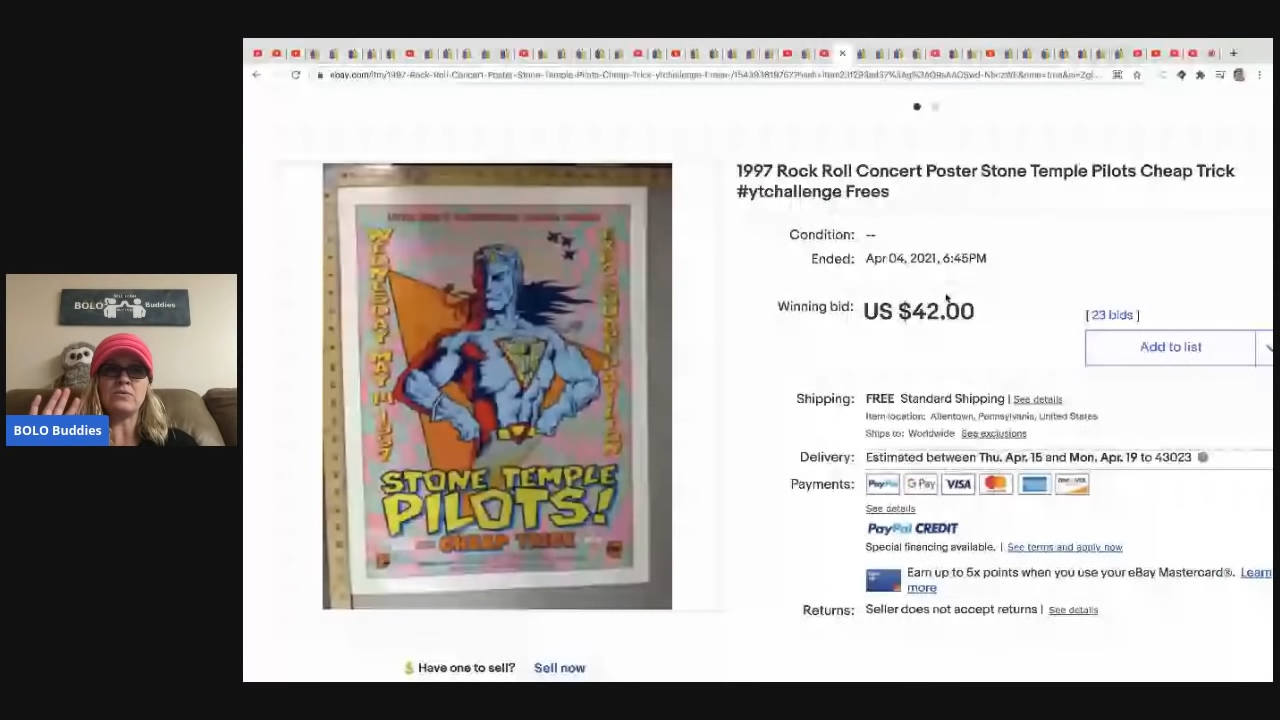 1997 Rock Roll Concert Poster Stone Temple Pilots Cheap Trick
#ytchallenge Frees
Condition: --
Ended: Apr 04, 2021, 6:45PM
Winning bid: US $42.00 [ 23 bids ]
Add to list
Shipping: FREE Standard Shipping | See details
Item location: Allentown, Pennsylvania, United States
Ships to: Worldwide See exclusions
Delivery: Estimated between Thu. Apr. 15 and Mon. Apr. 19 to 43023
Payments: PayPal G Pay VISA
See details
PayPal CREDIT
Special financing available. | See terms and apply now
Earn up to 5x points when you use your eBay Mastercard®. Learn
more
Returns: Seller does not accept returns | See details
Have one to sell? Sell now
WEDNESDAY MAY
STONE TEMPLE
PILOTS!
CHEAP TRICK
BOLO Buddies
BOLO Buddies